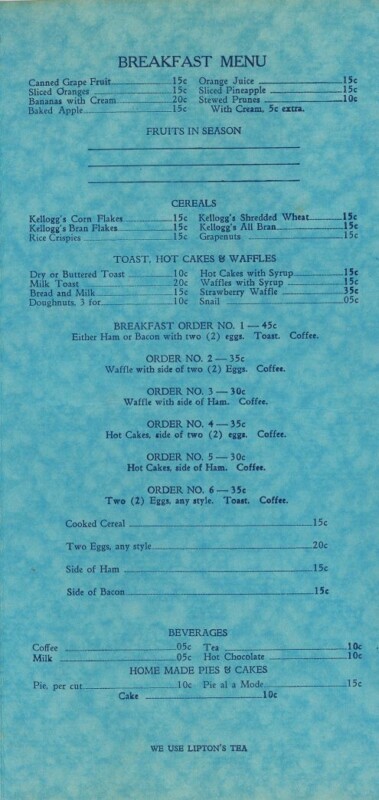 BREAKFAST MENU
Canned Grape Fruit 15c Orange Juice 15c
Sliced Oranges 15c Sliced Pineapple 15c
Bananas with Cream 20c Stewed Prunes 10c
Baked Apple 15c With Cream, 5c extra.
FRUITS IN SEASON
CEREALS
Kellogg's Corn Flakes 15c Kellogg's Shredded Wheat 15c
Kellogg's Bran Flakes 15c Kellogg's All Bran 15c
Rice Crispies 15c Grapenuts 15c
TOAST, HOT CAKES & WAFFLES
Dry or Buttered Toast 10c Hot Cakes with Syrup 15c
Milk Toast 20c Waffles with Syrup 15c
Bread and Milk 15c Strawberry Waffle 35c
Doughnuts, 3 for 10c Snail 05c
BREAKFAST ORDER NO. 1 — 45c
Either Ham or Bacon with two (2) eggs. Toast. Coffee.
ORDER NO. 2 — 35c
Waffle with side of two (2) Eggs. Coffee.
ORDER NO. 3 — 30c
Waffle with side of Ham. Coffee.
ORDER NO. 4 — 35c
Hot Cakes, side of two (2) eggs. Coffee.
ORDER NO. 5 — 30c
Hot Cakes, side of Ham. Coffee.
ORDER NO. 6 — 35c
Two (2) Eggs, any style. Toast. Coffee.
Cooked Cereal 15c
Two Eggs, any style 20c
Side of Ham 15c
Side of Bacon 15c
BEVERAGES
Coffee 05c Tea 10c
Milk 05c Hot Chocolate 10c
HOME MADE PIES & CAKES
Pie, per cut 10c Pie al a Mode 15c
Cake 10c
WE USE LIPTON'S TEA